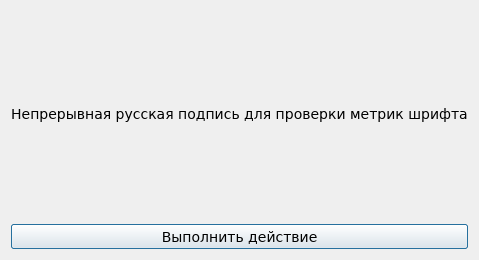 Непрерывная русская подпись для проверки метрик шрифта
Выполнить действие